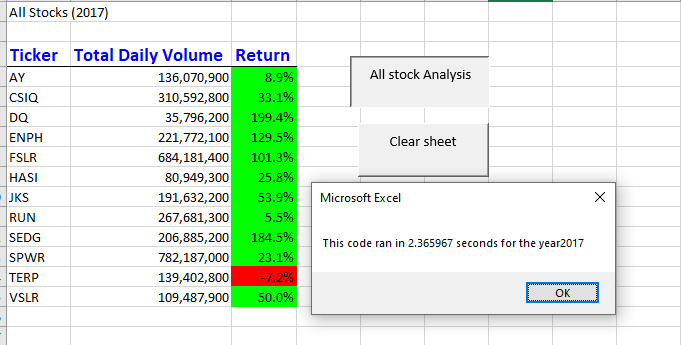 All Stocks (2017)
Ticker Total Daily Volume Return
AY 136,070,900 8.9%
CSIQ 310,592,800 33.1%
DQ 35,796,200 199.4%
ENPH 221,772,100 129.5%
FSLR 684,181,400 101.3%
HASI 80,949,300 25.8%
JKS 191,632,200 53.9%
RUN 267,681,300 5.5%
SEDG 206,885,200 184.5%
SPWR 782,187,000 23.1%
TERP 139,402,800 -7.2%
VSLR 109,487,900 50.0%
All stock Analysis
Clear sheet
Microsoft Excel
This code ran in 2.365967 seconds for the year2017
OK